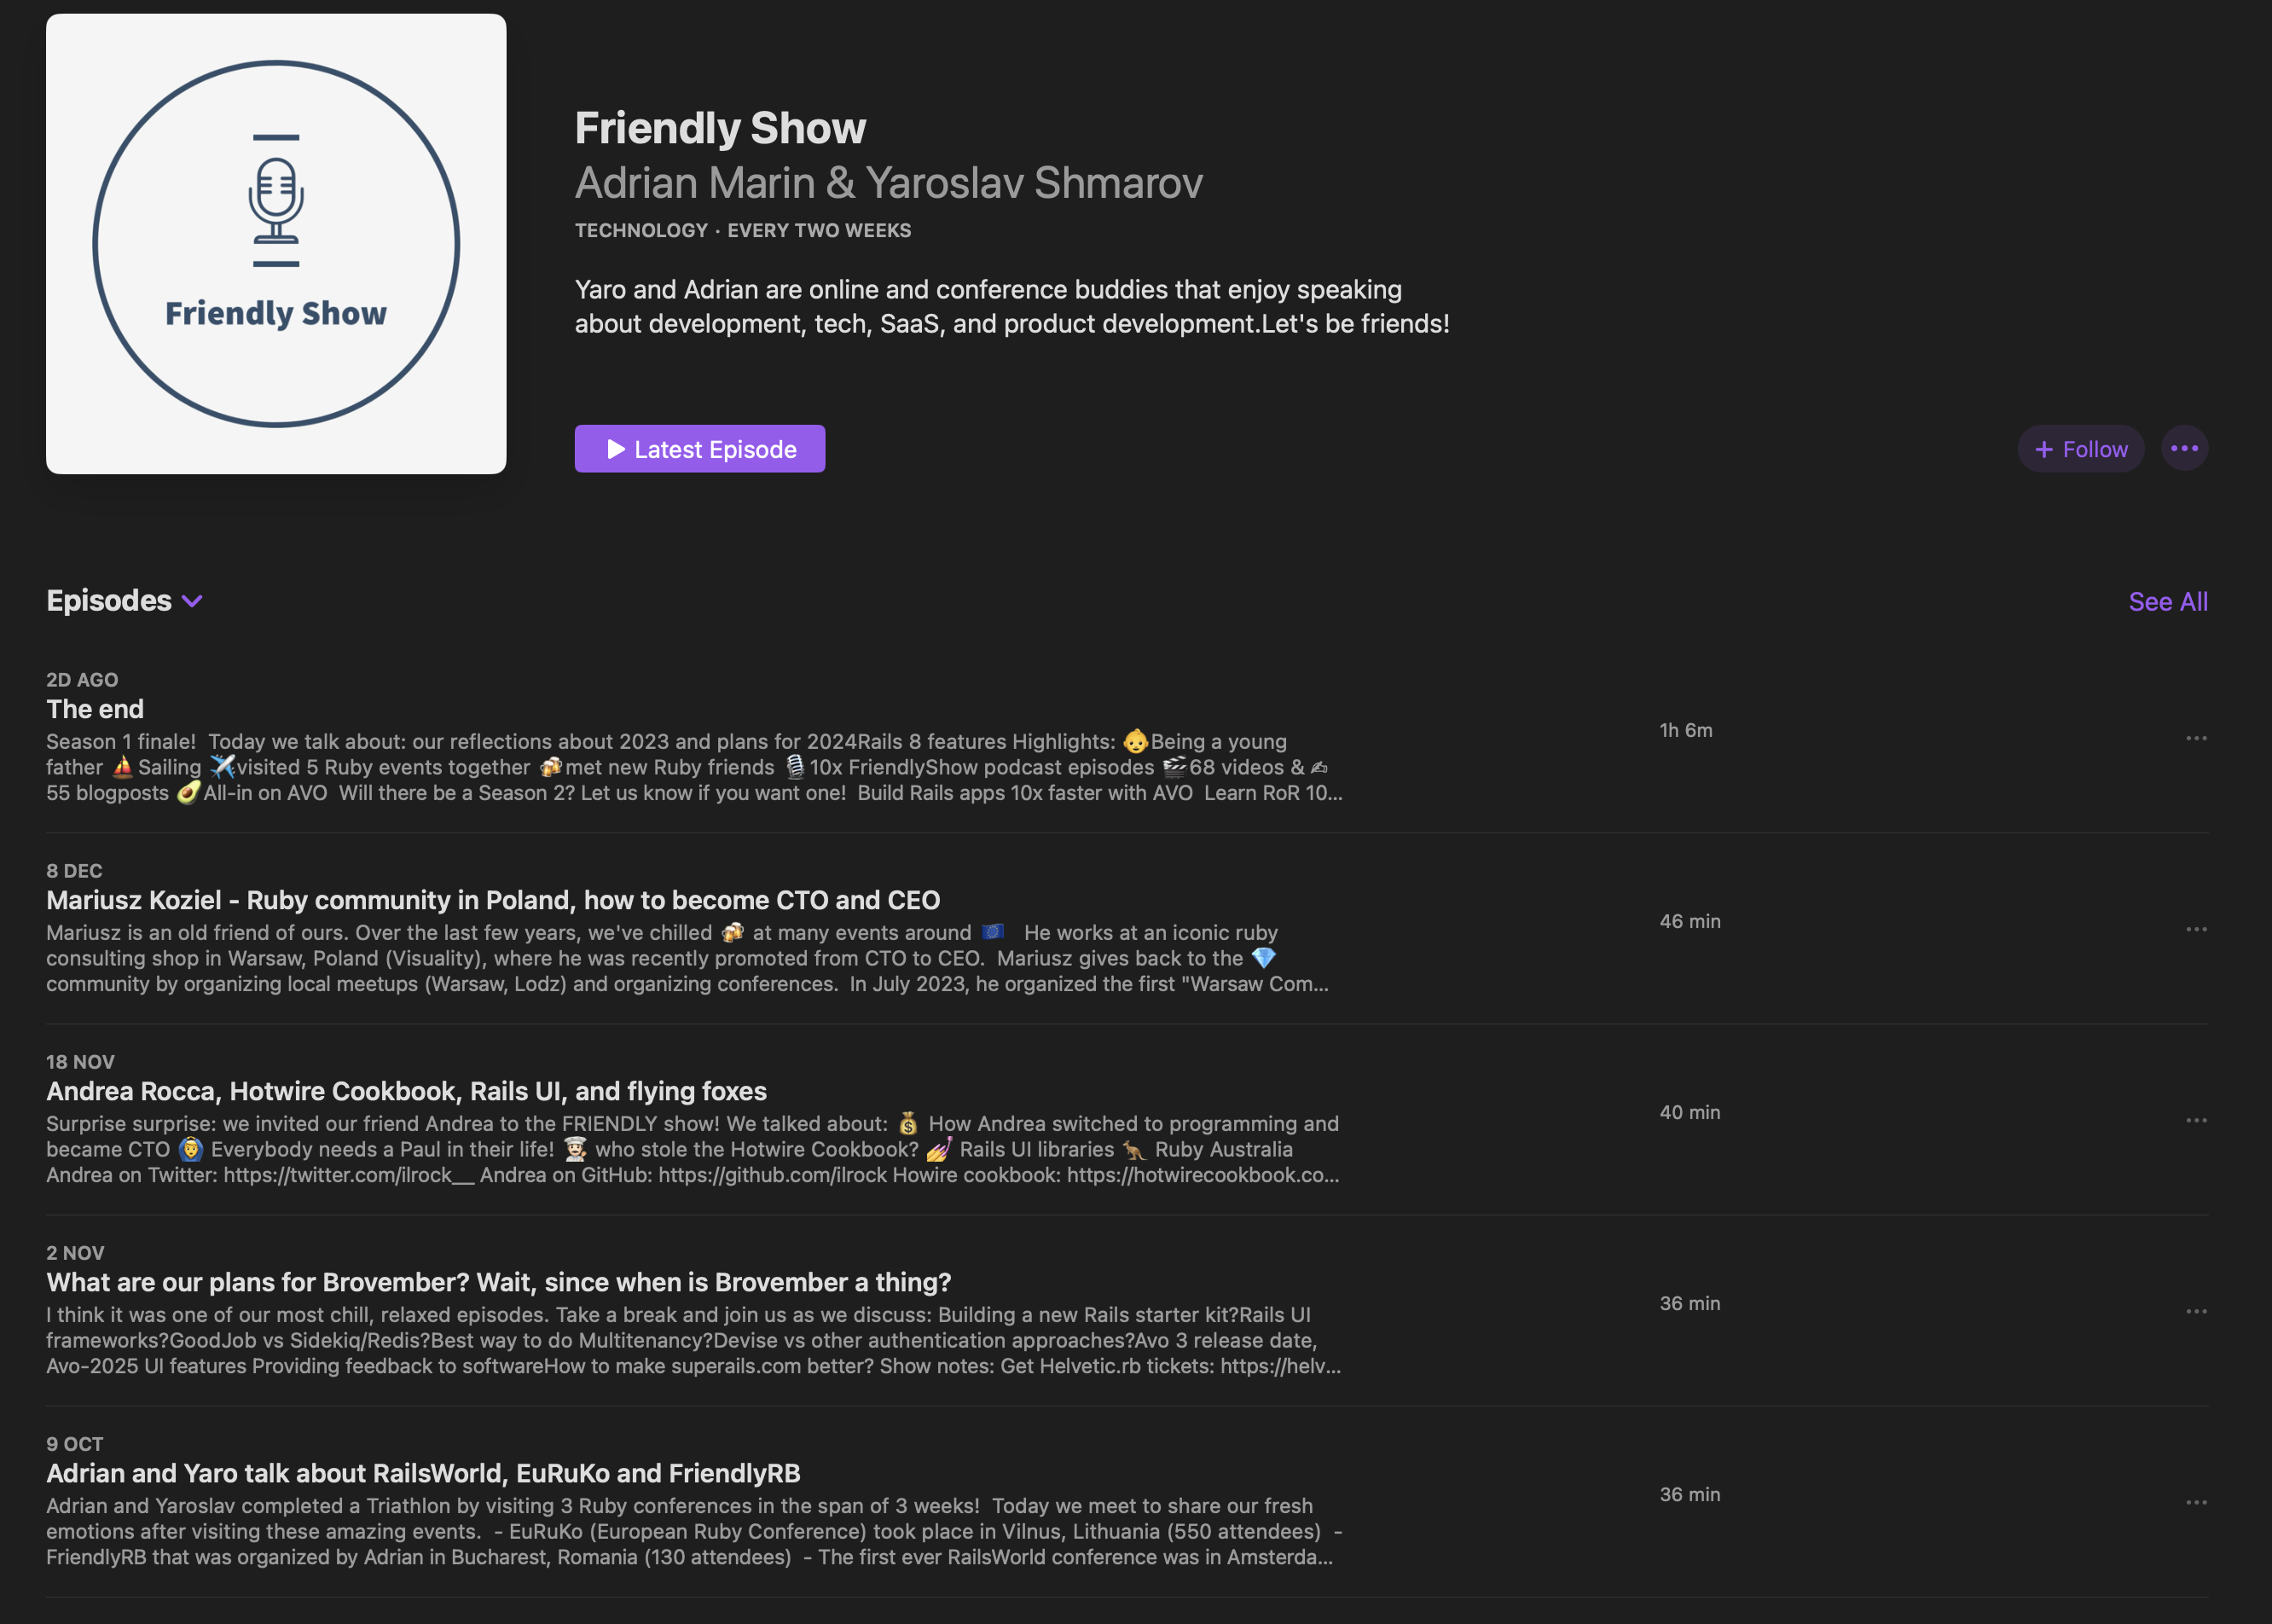 Friendly Show
Friendly Show
Adrian Marin & Yaroslav Shmarov
TECHNOLOGY · EVERY TWO WEEKS
Yaro and Adrian are online and conference buddies that enjoy speaking
about development, tech, SaaS, and product development.Let's be friends!
Latest Episode
+ Follow
Episodes
See All
2D AGO
The end
Season 1 finale!  Today we talk about: our reflections about 2023 and plans for 2024Rails 8 features Highlights: 👶Being a young
father ⛵Sailing ✈️visited 5 Ruby events together 🍻met new Ruby friends 🎙️10x FriendlyShow podcast episodes 🎬68 videos & ✍
55 blogposts 🥑All-in on AVO  Will there be a Season 2? Let us know if you want one!  Build Rails apps 10x faster with AVO  Learn RoR 10...
1h 6m
8 DEC
Mariusz Koziel - Ruby community in Poland, how to become CTO and CEO
Mariusz is an old friend of ours. Over the last few years, we've chilled 🍻 at many events around 🇪🇺  He works at an iconic ruby
consulting shop in Warsaw, Poland (Visuality), where he was recently promoted from CTO to CEO.  Mariusz gives back to the 💎
community by organizing local meetups (Warsaw, Lodz) and organizing conferences.  In July 2023, he organized the first "Warsaw Com...
46 min
18 NOV
Andrea Rocca, Hotwire Cookbook, Rails UI, and flying foxes
Surprise surprise: we invited our friend Andrea to the FRIENDLY show! We talked about: 💰 How Andrea switched to programming and
became CTO 🙆‍♂️ Everybody needs a Paul in their life! 👨‍🍳 who stole the Hotwire Cookbook? 💅 Rails UI libraries 🦘 Ruby Australia
Andrea on Twitter: https://twitter.com/ilrock__ Andrea on GitHub: https://github.com/ilrock Howire cookbook: https://hotwirecookbook.co...
40 min
2 NOV
What are our plans for Brovember? Wait, since when is Brovember a thing?
I think it was one of our most chill, relaxed episodes. Take a break and join us as we discuss: Building a new Rails starter kit?Rails UI
frameworks?GoodJob vs Sidekiq/Redis?Best way to do Multitenancy?Devise vs other authentication approaches?Avo 3 release date,
Avo-2025 UI features Providing feedback to softwareHow to make superails.com better? Show notes: Get Helvetic.rb tickets: https://helv...
36 min
9 OCT
Adrian and Yaro talk about RailsWorld, EuRuKo and FriendlyRB
Adrian and Yaroslav completed a Triathlon by visiting 3 Ruby conferences in the span of 3 weeks!  Today we meet to share our fresh
emotions after visiting these amazing events.  - EuRuKo (European Ruby Conference) took place in Vilnus, Lithuania (550 attendees)  -
FriendlyRB that was organized by Adrian in Bucharest, Romania (130 attendees)  - The first ever RailsWorld conference was in Amsterda...
36 min